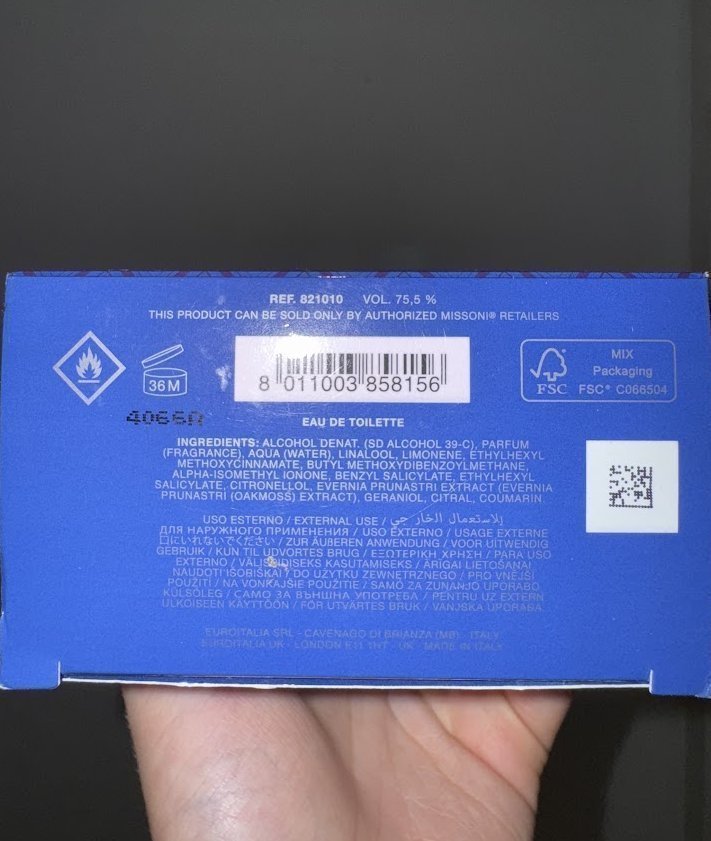 REF. 821010 VOL. 75,5 %
THIS PRODUCT CAN BE SOLD ONLY BY AUTHORIZED MISSONI® RETAILERS
36 M
8 011003 858156
MIX
Packaging
FSC FSC® C066504
4066A
EAU DE TOILETTE
INGREDIENTS: ALCOHOL DENAT. (SD ALCOHOL 39-C), PARFUM
(FRAGRANCE), AQUA (WATER), LINALOOL, LIMONENE, ETHYLHEXYL
METHOXYCINNAMATE, BUTYL METHOXYDIBENZOYLMETHANE,
ALPHA-ISOMETHYL IONONE, BENZYL SALICYLATE, ETHYLHEXYL
SALICYLATE, CITRONELLOL, EVERNIA PRUNASTRI EXTRACT (EVERNIA
PRUNASTRI (OAKMOSS) EXTRACT), GERANIOL, CITRAL, COUMARIN.
USO ESTERNO / EXTERNAL USE / للاستعمال الخارجي
ДЛЯ НАРУЖНОГО ПРИМЕНЕНИЯ / USO EXTERNO / USAGE EXTERNE
口にいれないでください / ZUR ÄUßEREN ANWENDUNG / VOOR UITWENDIG
GEBRUIK / KUN TIL UDVORTES BRUG / ΕΞΩΤΕΡΙΚΗ ΧΡΗΣΗ / PARA USO
EXTERNO / VÄLISPIDISEKS KASUTAMISEKS / ĀRĪGAI LIETOŠANAI
NAUDOTI IŠORIŠKAI / DO UŻYTKU ZEWNĘTRZNEGO / PRO VNĚJŠÍ
POUŽITÍ / NA VONKAJŠIE POUŽITIE / SAMO ZA ZUNANJO UPORABO
KÜLSŐLEG / САМО ЗА ВЪНШНА УПОТРЕБА / PENTRU UZ EXTERN
ULKOISEEN KÄYTTÖÖN / FÖR UTVÄRTES BRUK / VANJSKA UPORABA
EUROITALIA SRL - CAVENAGO DI BRIANZA (MB) - ITALY
EUROITALIA UK - LONDON E11 1HT - UK - MADE IN ITALY